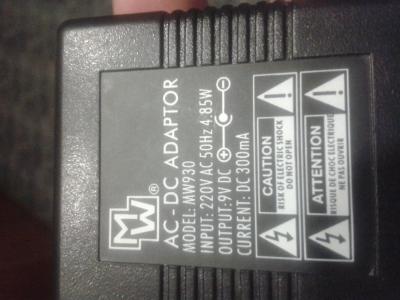 MW®
AC-DC ADAPTOR
MODEL: MW930
INPUT: 220V AC 50Hz 4.85W
OUTPUT: 9V DC
CURRENT: DC 300mA
CAUTION
RISK OF ELECTRIC SHOCK
DO NOT OPEN
ATTENTION
RISQUE DE CHOC ELECTRIQUE
NE PAS OUVRIR